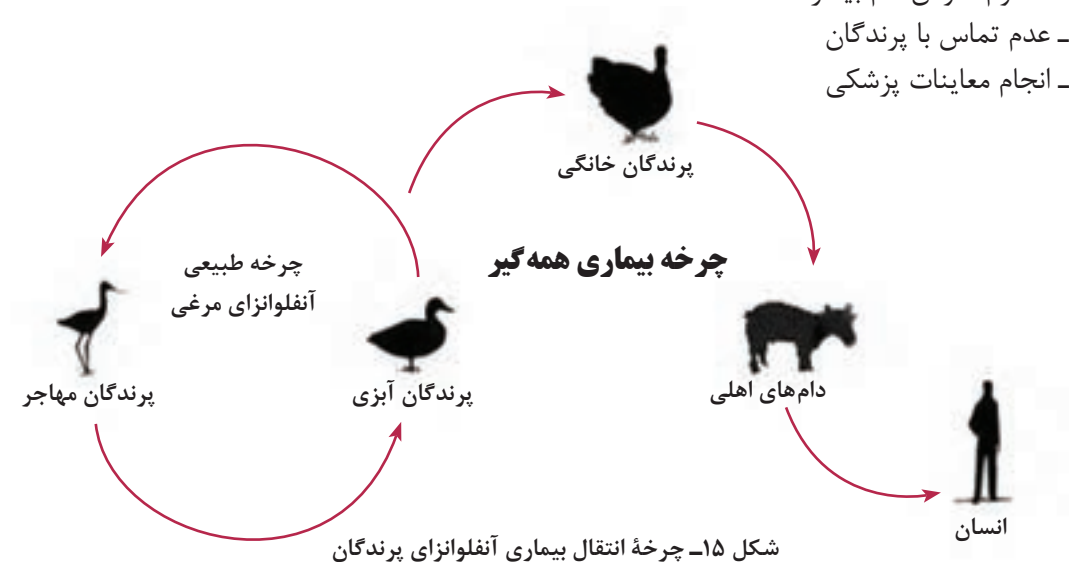 ـ عدم تماس با پرندگان
ـ انجام معاینات پزشکی
پرندگان خانگی
چرخه بیماری همه‌گیر
چرخه طبیعی
آنفلوانزای مرغی
پرندگان مهاجر
پرندگان آبزی
دام‌های اهلی
انسان
شکل ۱۵ـ چرخهٔ انتقال بیماری آنفلوانزای پرندگان